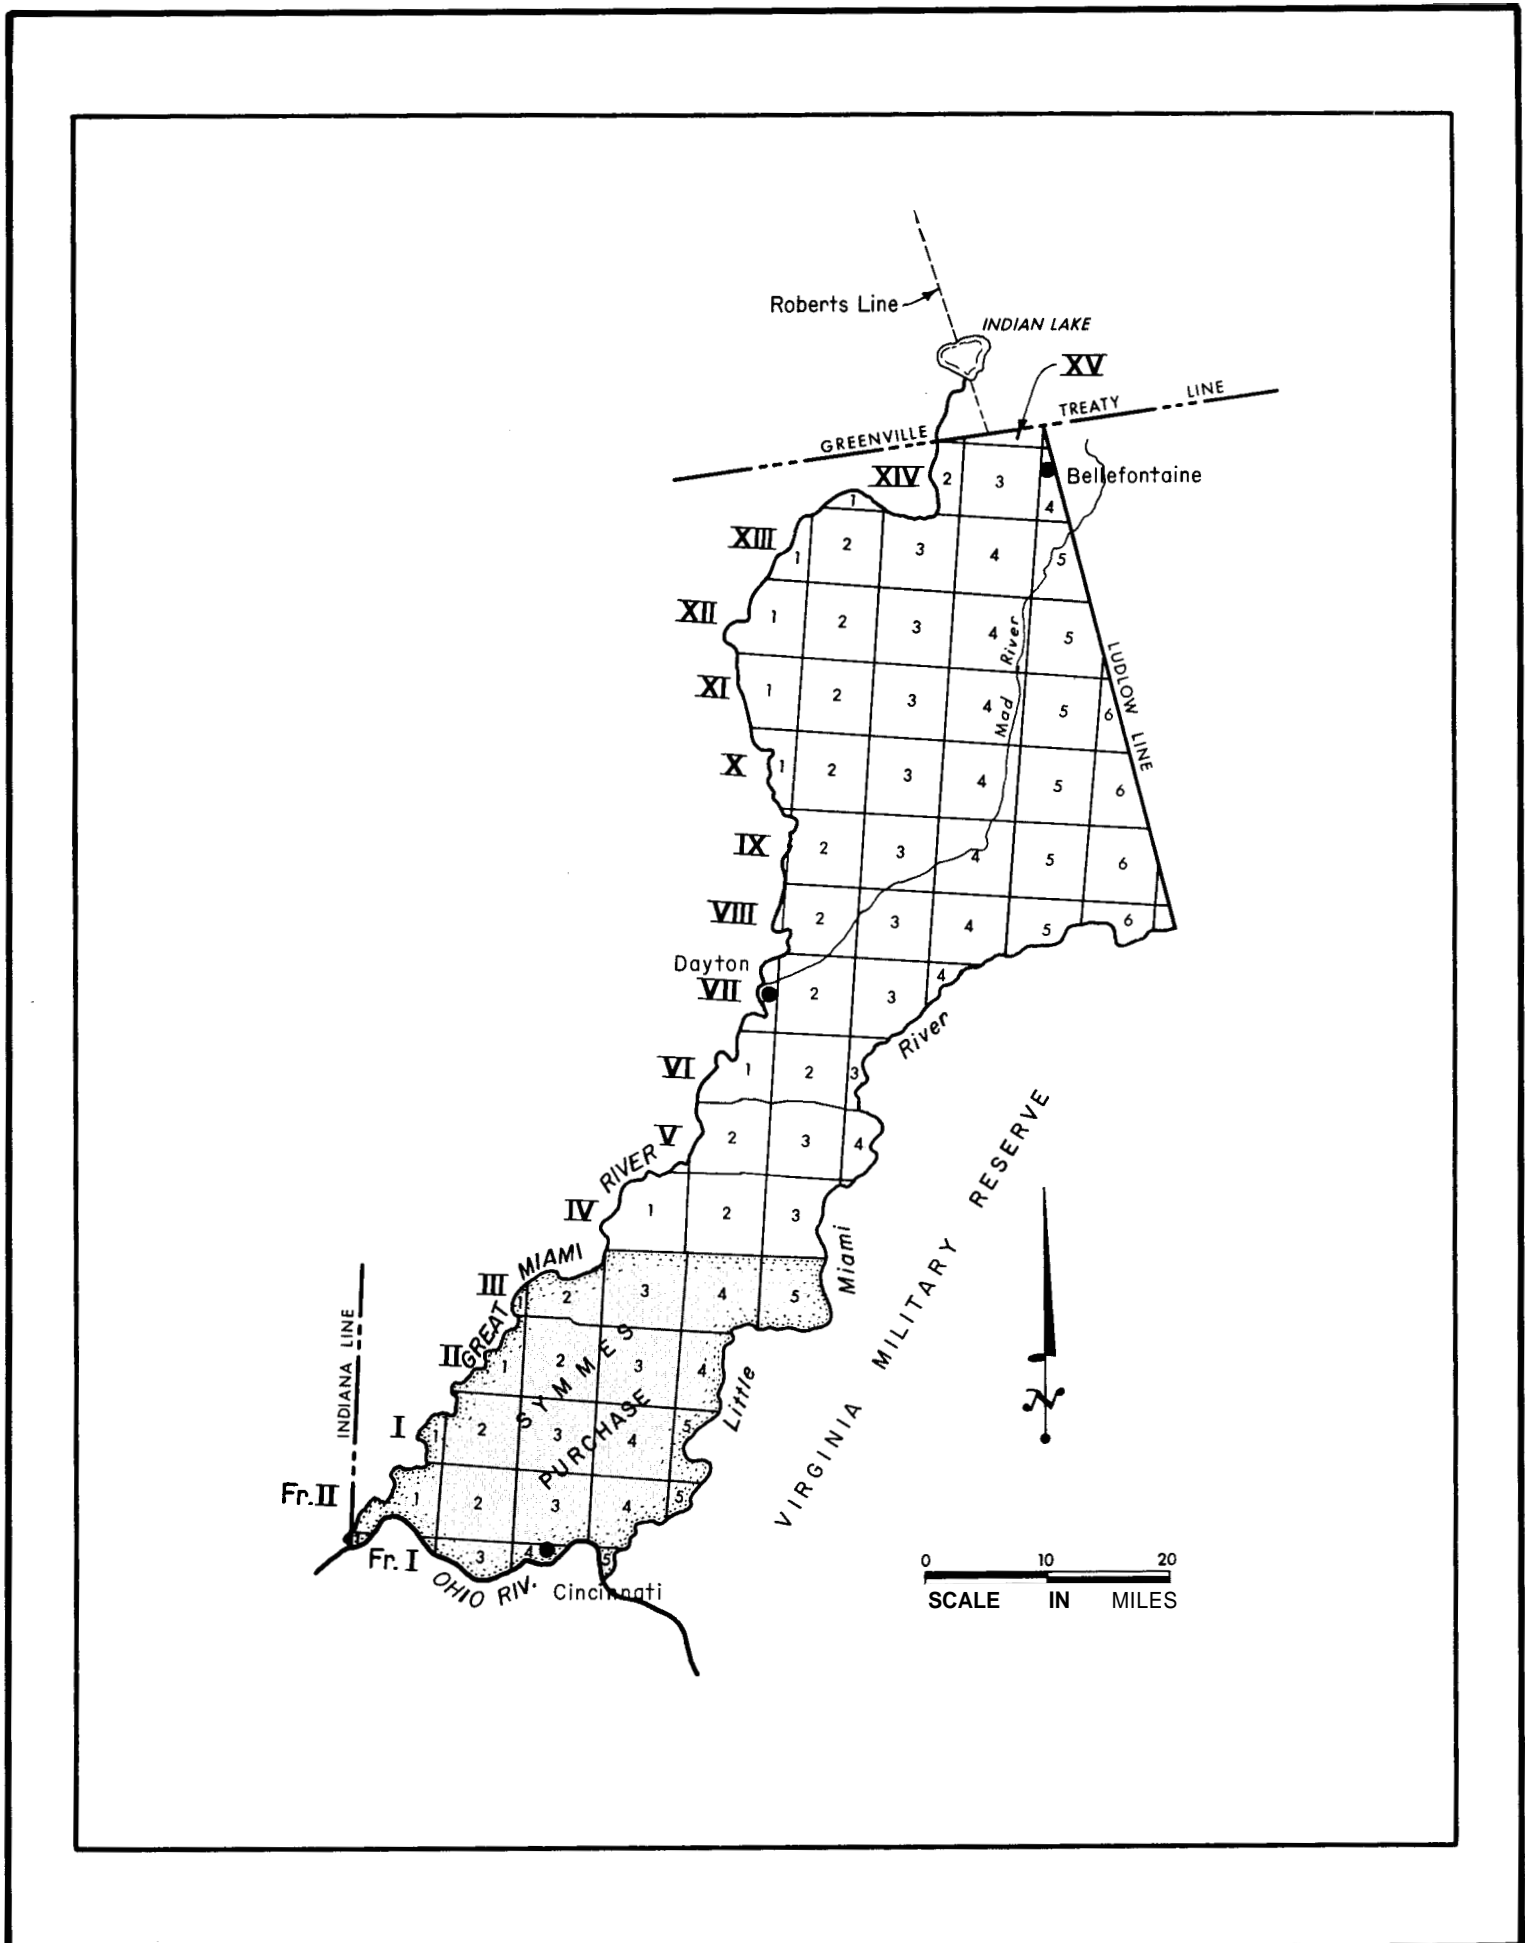 Roberts Line
INDIAN LAKE
XV
GREENVILLE TREATY LINE
XIV 2 3
Bellefontaine
1 4
XIII 1 2 3 4 5
XII 1 2 3 4 5
XI 1 2 3 4 5 6
Mad River
LUDLOW LINE
X 1 2 3 4 5 6
IX 2 3 4 5 6
VIII 2 3 4 5 6
Dayton
VII 2 3 4
VI 1 2 3
River
V 2 3 4
RIVER
IV 1 2 3
MIAMI
Miami
III 1 2 3 4 5
GREAT
II 1 2 3 4
SYMMES
PURCHASE
Little
INDIANA LINE
I 1 2 3 4 5
Fr. II 1 2 3 4 5
Fr. I 3 4 5
OHIO RIV.
Cincinnati
VIRGINIA MILITARY RESERVE
N
0 10 20
SCALE IN MILES